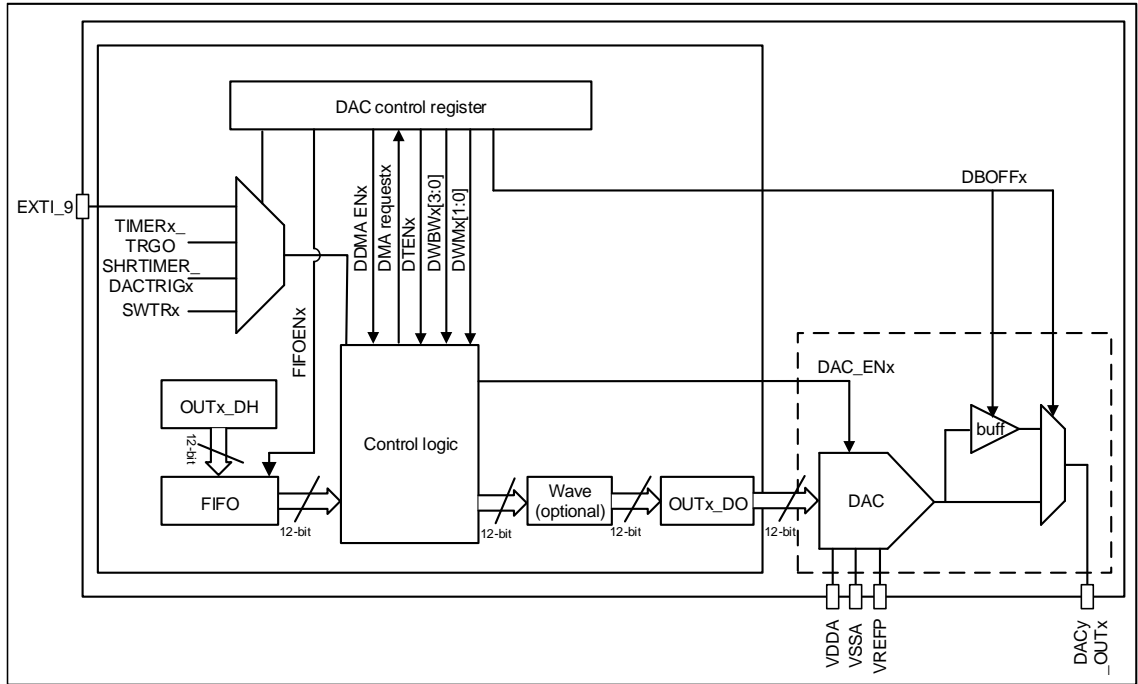 DAC control register
EXTI_9
TIMERx_
TRGO
SHRTIMER_
DACTRIGx
SWTRx
FIFOENx
DDMA ENx
DMA requestx
DTENx
DWBWx[3:0]
DWMx[1:0]
DBOFFx
DAC_ENx
OUTx_DH
12-bit
FIFO
12-bit
Control logic
12-bit
Wave
(optional)
12-bit
OUTx_DO
12-bit
DAC
buff
VDDA
VSSA
VREFP
DACy
_OUTx